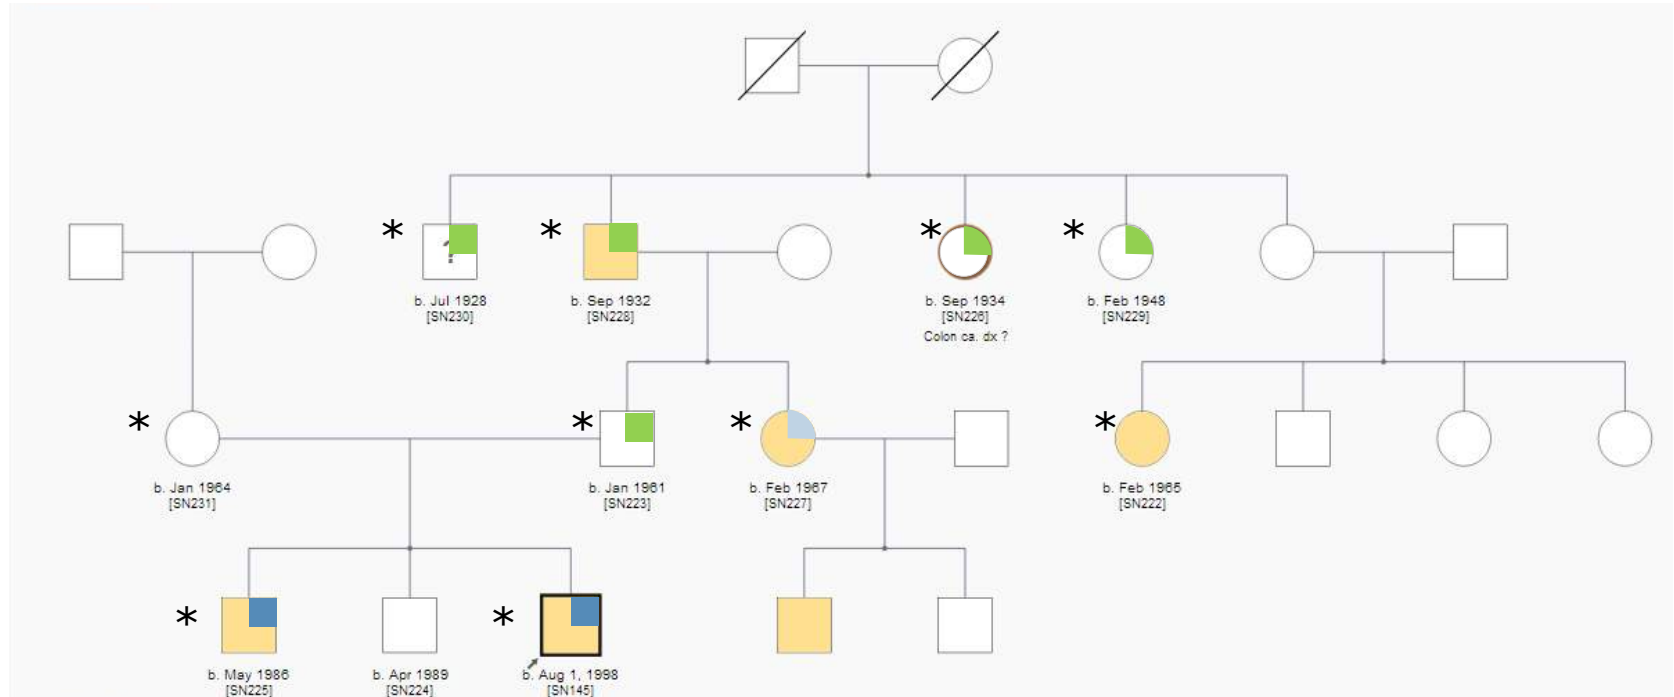 *
*
*
*
?
b. Jul 1928
[SN230]
b. Sep 1932
[SN228]
b. Sep 1934
[SN226]
Colon ca. dx ?
b. Feb 1948
[SN229]
*
*
*
*
b. Jan 1964
[SN231]
b. Jan 1961
[SN223]
b. Feb 1967
[SN227]
b. Feb 1965
[SN222]
*
*
b. May 1986
[SN225]
b. Apr 1989
[SN224]
b. Aug 1, 1998
[SN145]